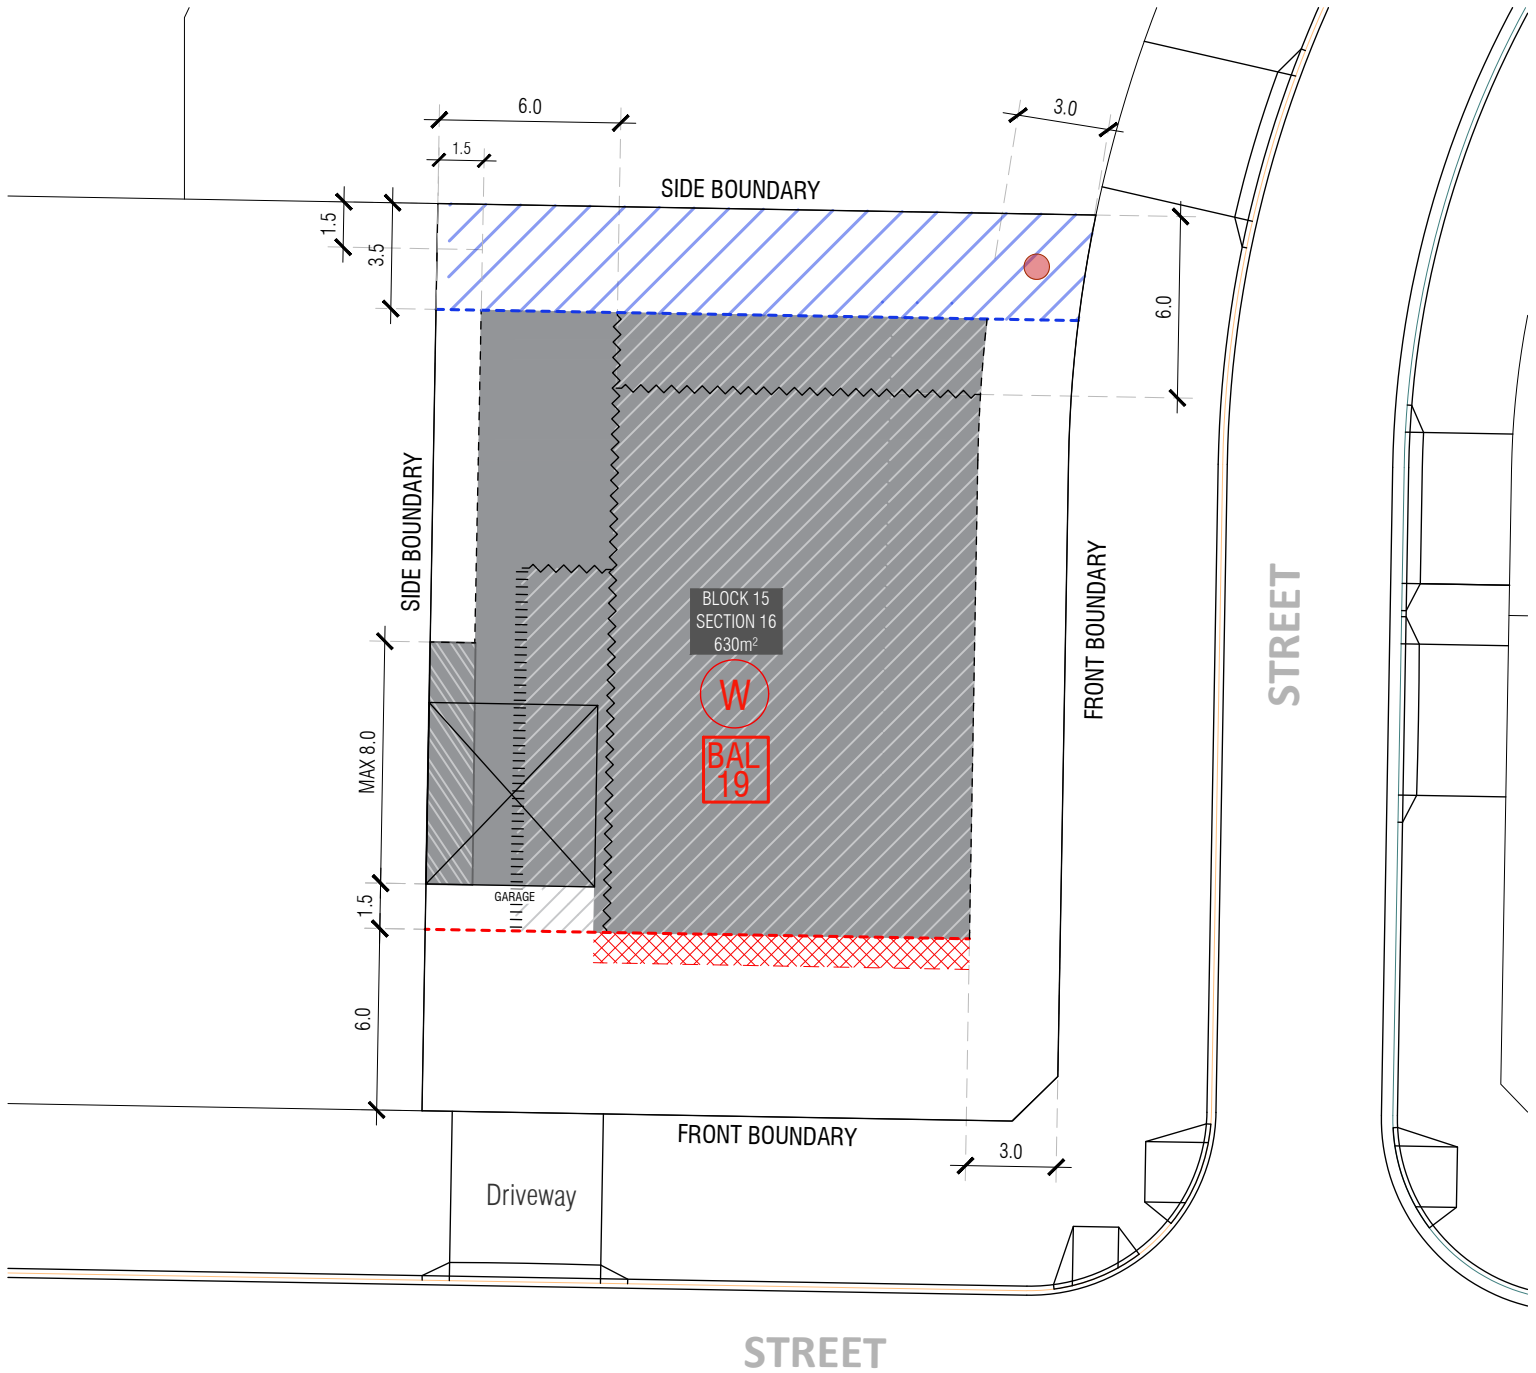 6.0
3.0
1.5
SIDE BOUNDARY
1.5
3.5
6.0
SIDE BOUNDARY
FRONT BOUNDARY
STREET
BLOCK 15
SECTION 16
630m²
W
BAL
19
MAX 8.0
GARAGE
1.5
6.0
FRONT BOUNDARY
3.0
Driveway
STREET